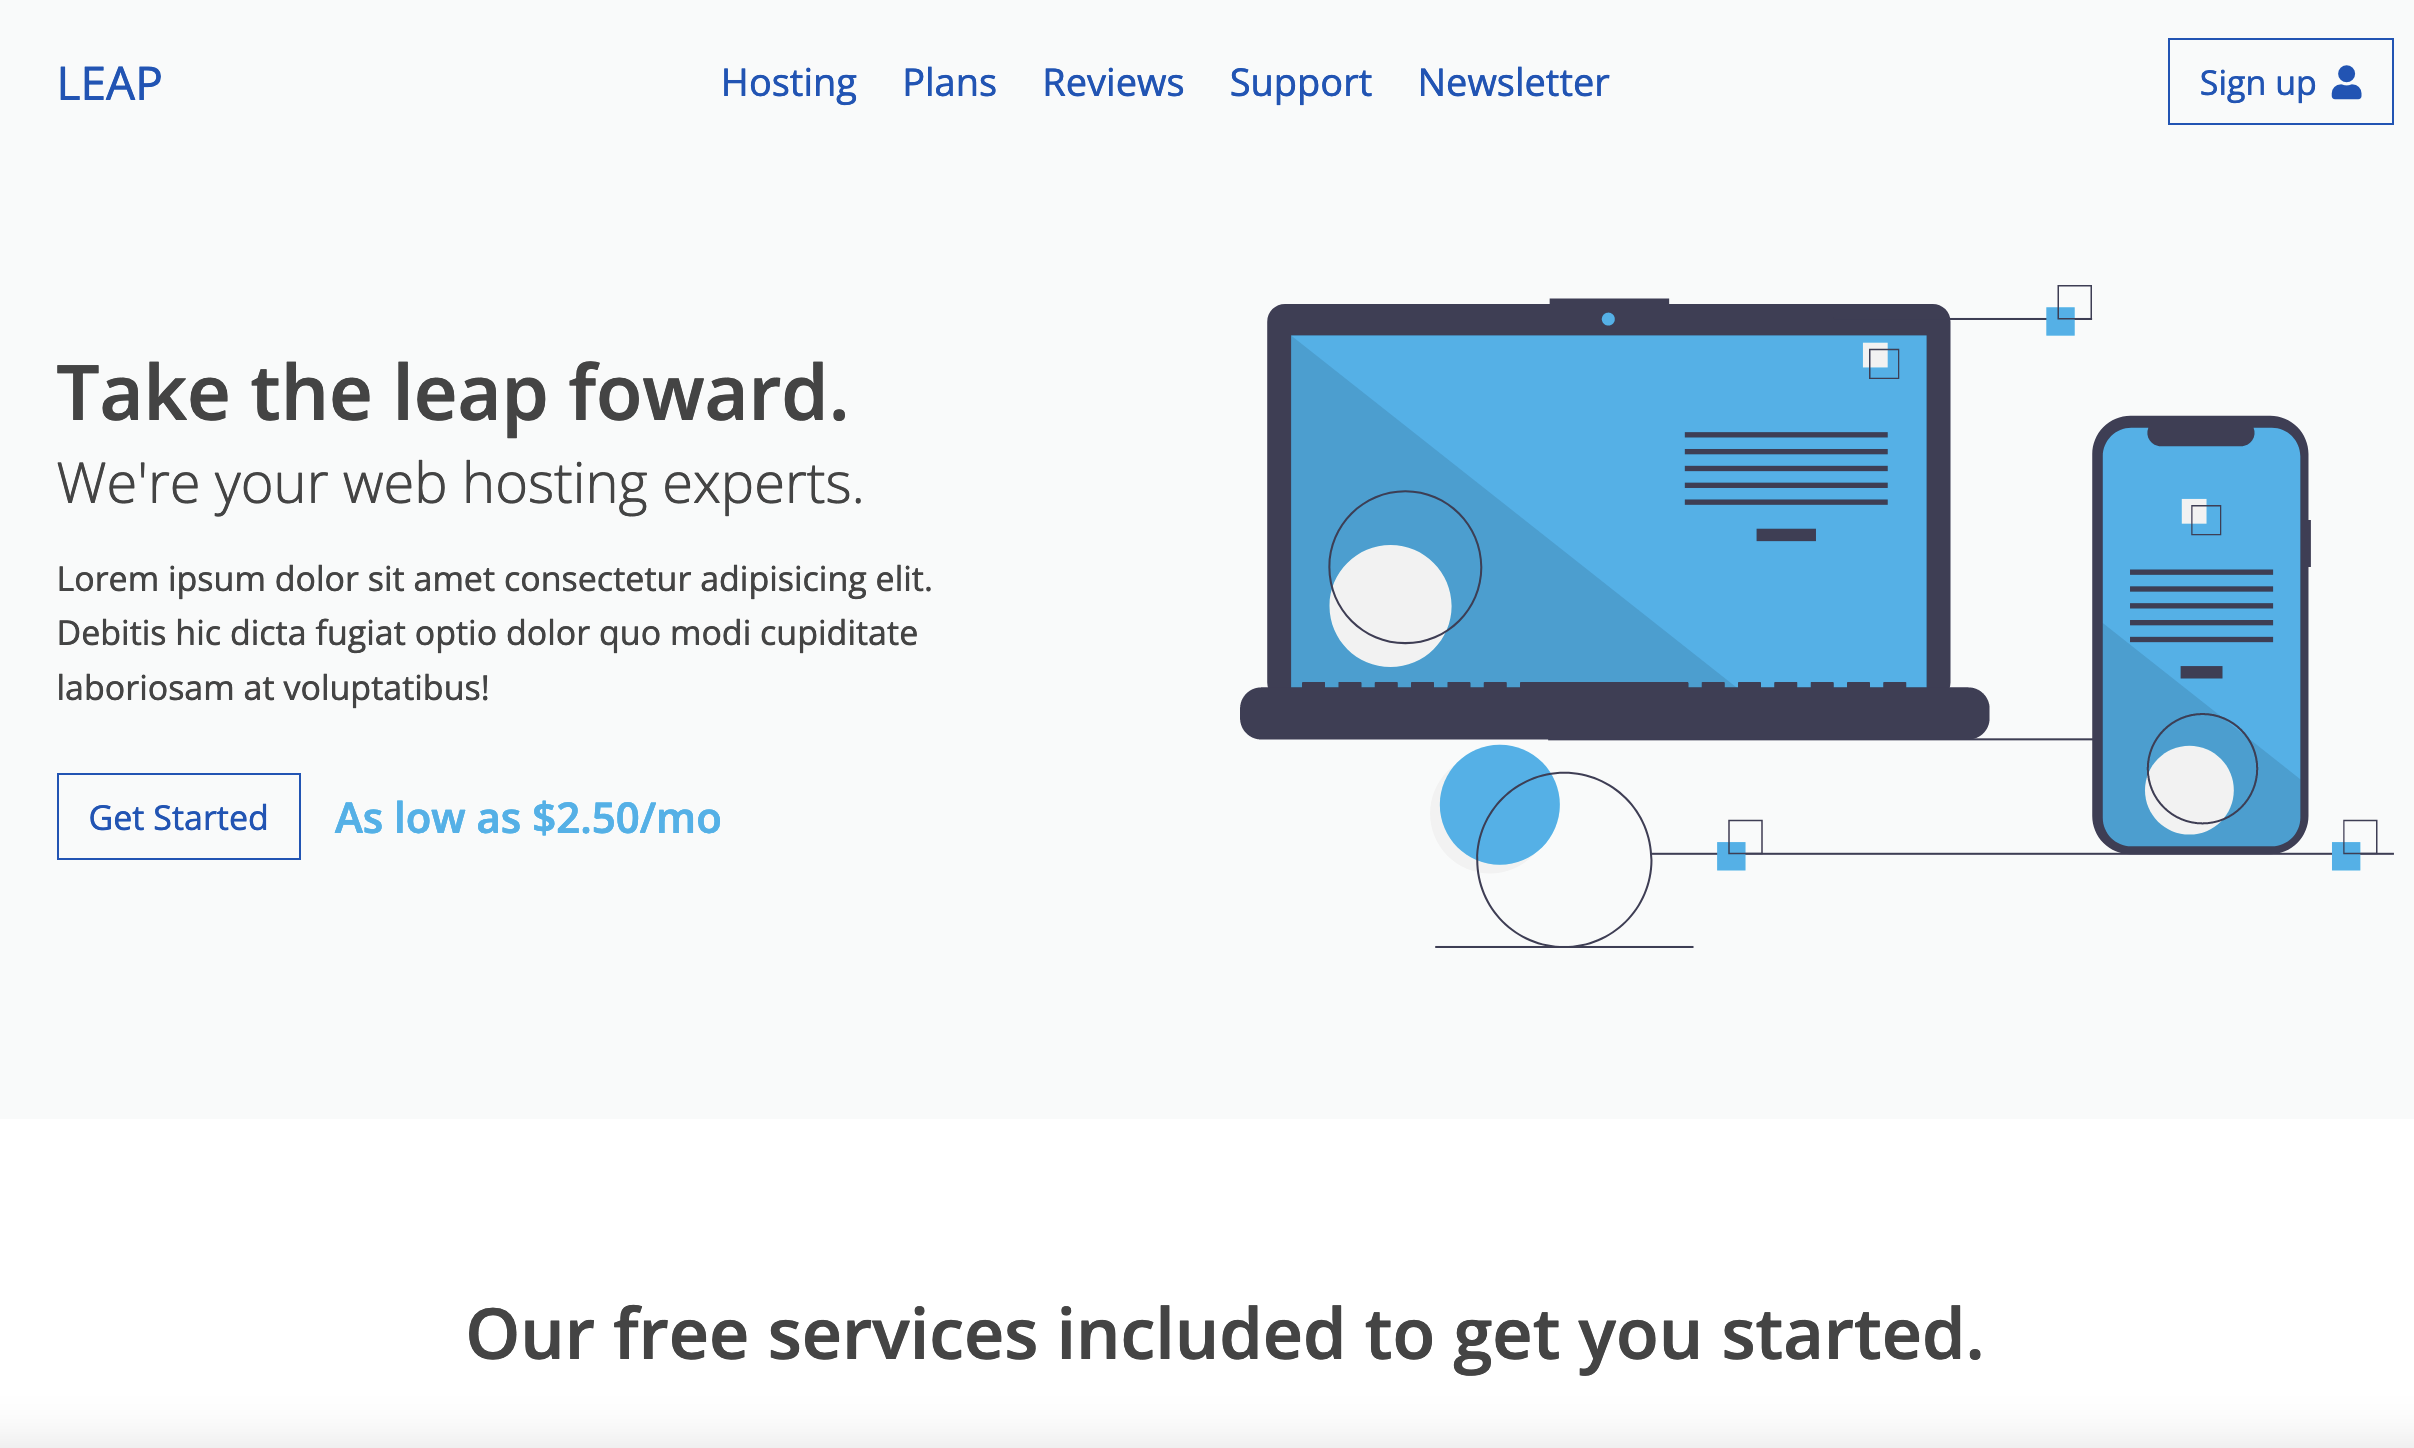 LEAP
Hosting Plans Reviews Support Newsletter
Sign up
Take the leap foward.
We're your web hosting experts.
Lorem ipsum dolor sit amet consectetur adipisicing elit.
Debitis hic dicta fugiat optio dolor quo modi cupiditate
laboriosam at voluptatibus!
Get Started
As low as $2.50/mo
Our free services included to get you started.